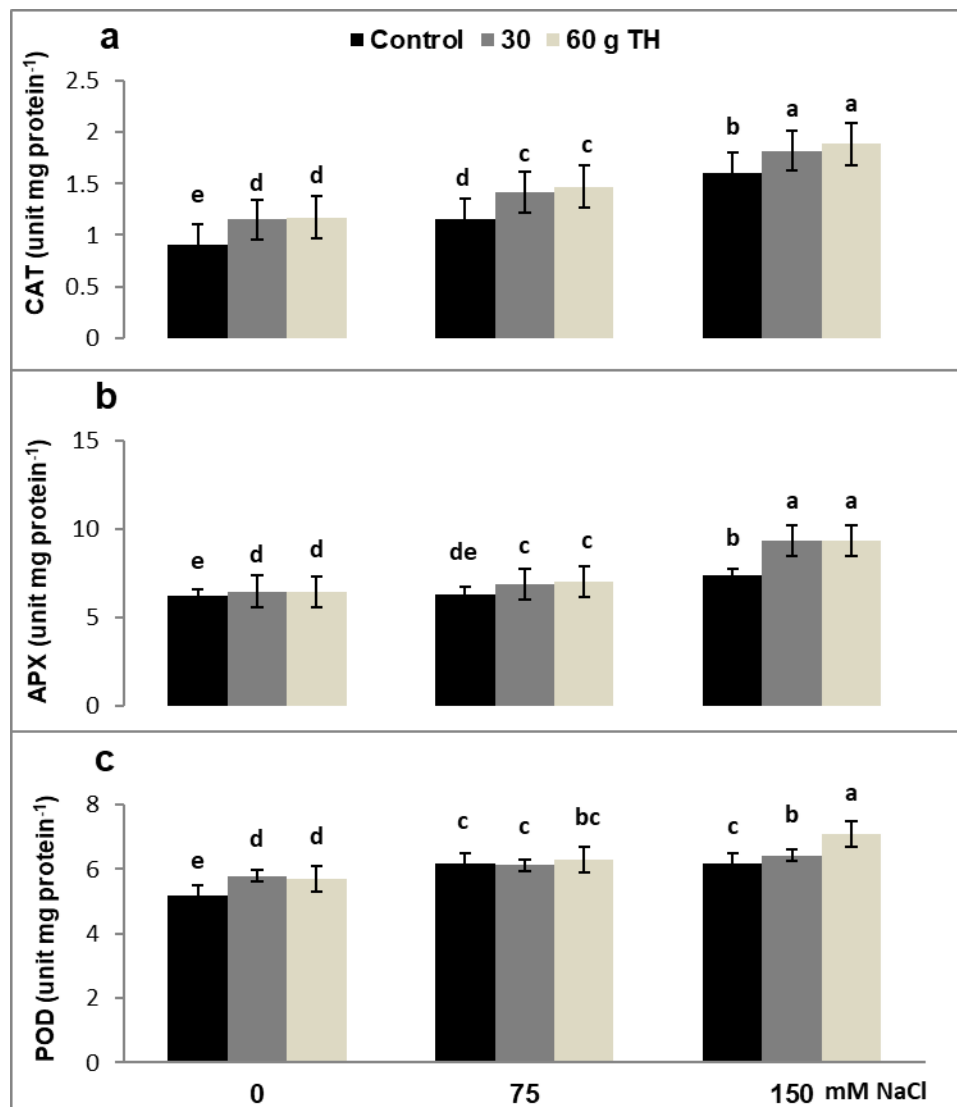 a
Control 30 60 g TH
CAT (unit mg protein-1)
2.5
2
1.5
1
0.5
0
e d d d c c b a a
b
APX (unit mg protein-1)
15
10
5
0
e d d de c c b a a
c
POD (unit mg protein-1)
8
6
4
2
0
e d d c c bc c b a
0 75 150 mM NaCl